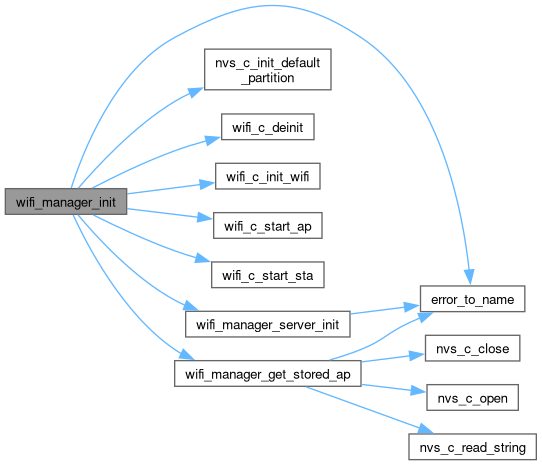 wifi_manager_init
nvs_c_init_default
_partition
wifi_c_deinit
wifi_c_init_wifi
wifi_c_start_ap
wifi_c_start_sta
wifi_manager_server_init
wifi_manager_get_stored_ap
error_to_name
nvs_c_close
nvs_c_open
nvs_c_read_string